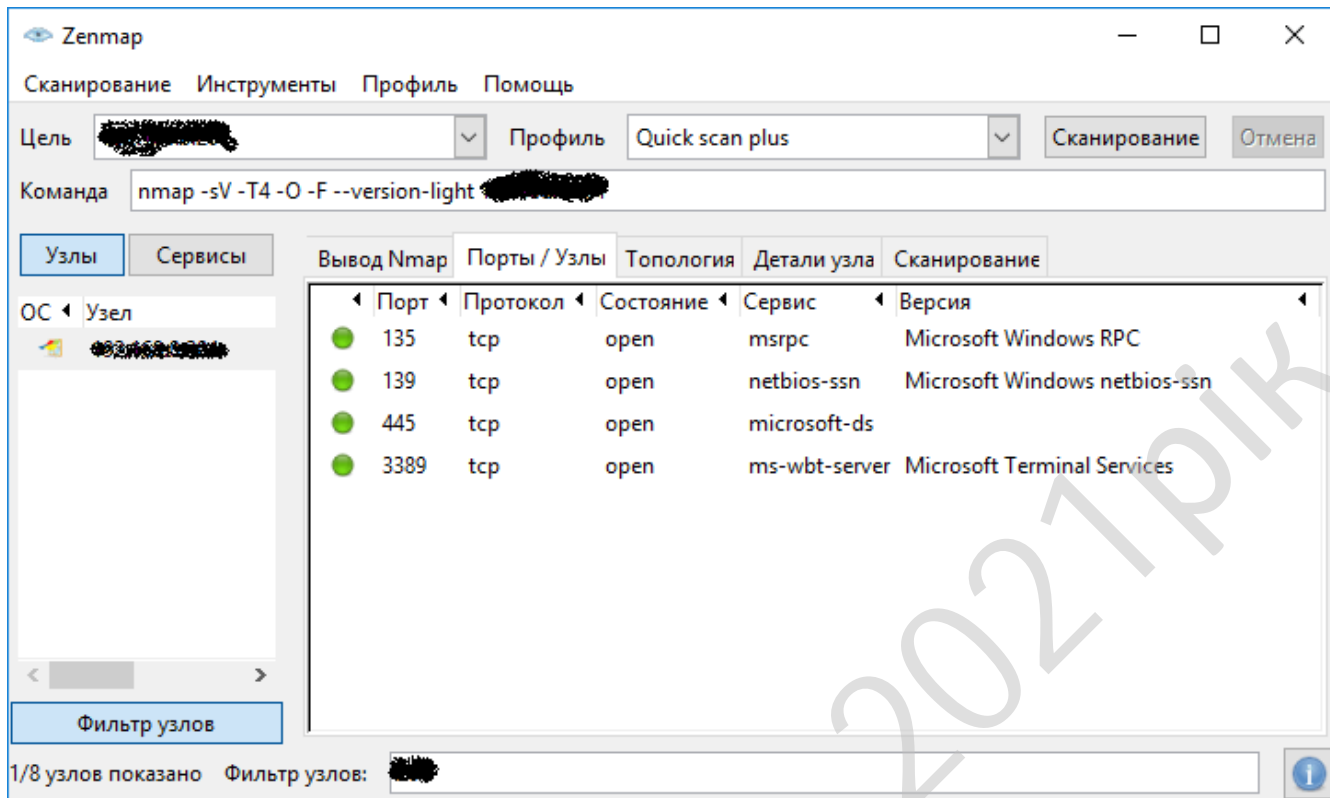 Zenmap
Сканирование Инструменты Профиль Помощь
Цель Профиль Quick scan plus Сканирование Отмена
Команда nmap -sV -T4 -O -F --version-light
Узлы Сервисы Вывод Nmap Порты / Узлы Топология Детали узла Сканирование
ОС Узел Порт Протокол Состояние Сервис Версия
135 tcp open msrpc Microsoft Windows RPC
139 tcp open netbios-ssn Microsoft Windows netbios-ssn
445 tcp open microsoft-ds
3389 tcp open ms-wbt-server Microsoft Terminal Services
Фильтр узлов
1/8 узлов показано Фильтр узлов:
2021рік